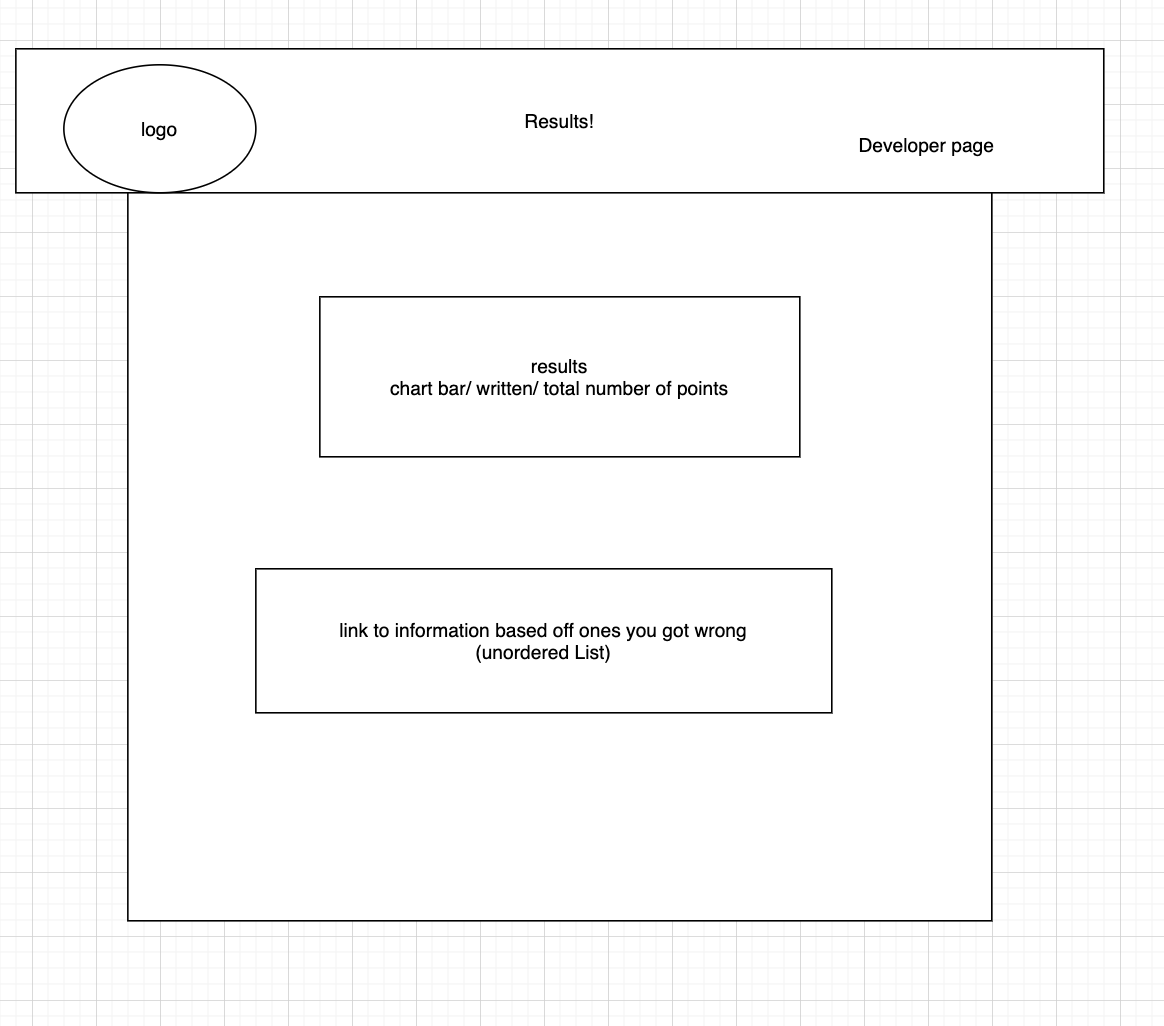 logo
Results!
Developer page
results
chart bar/ written/ total number of points
link to information based off ones you got wrong
(unordered List)